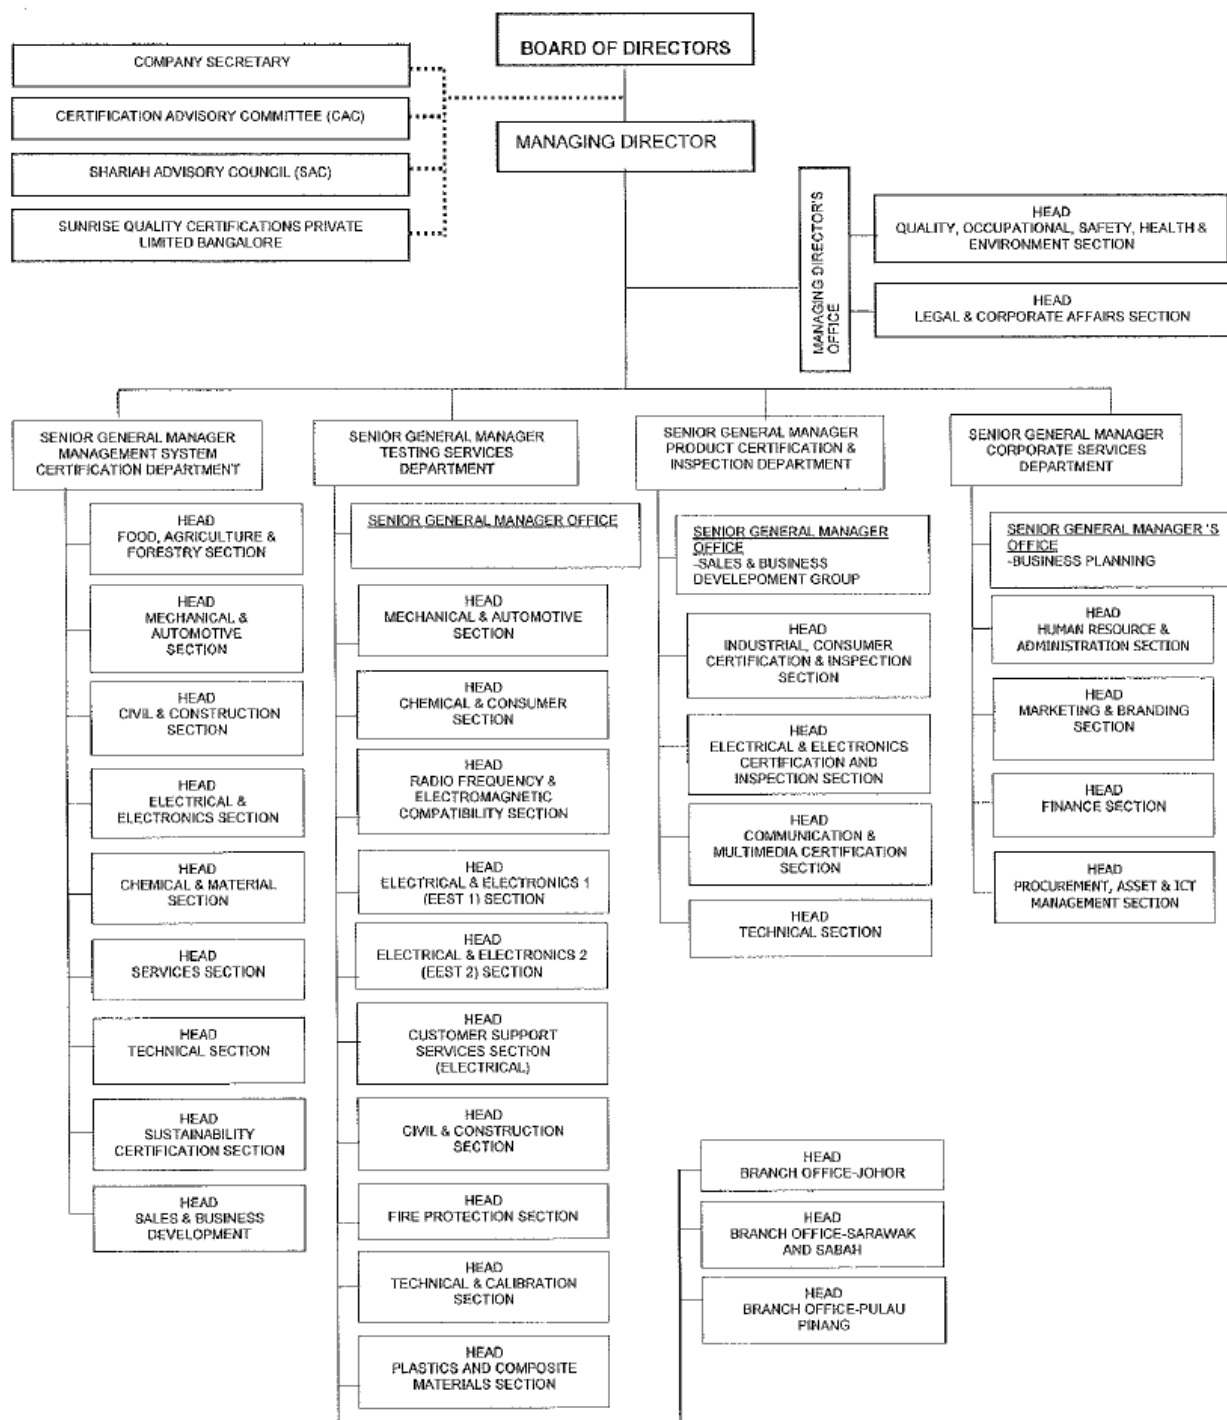 BOARD OF DIRECTORS
COMPANY SECRETARY
CERTIFICATION ADVISORY COMMITTEE (CAC)
SHARIAH ADVISORY COUNCIL (SAC)
SUNRISE QUALITY CERTIFICATIONS PRIVATE
LIMITED BANGALORE
MANAGING DIRECTOR
MANAGING DIRECTOR'S
OFFICE
HEAD
QUALITY, OCCUPATIONAL, SAFETY, HEALTH &
ENVIRONMENT SECTION
HEAD
LEGAL & CORPORATE AFFAIRS SECTION
SENIOR GENERAL MANAGER
MANAGEMENT SYSTEM
CERTIFICATION DEPARTMENT
HEAD
FOOD, AGRICULTURE &
FORESTRY SECTION
HEAD
MECHANICAL &
AUTOMOTIVE
SECTION
HEAD
CIVIL & CONSTRUCTION
SECTION
HEAD
ELECTRICAL &
ELECTRONICS SECTION
HEAD
CHEMICAL & MATERIAL
SECTION
HEAD
SERVICES SECTION
HEAD
TECHNICAL SECTION
HEAD
SUSTAINABILITY
CERTIFICATION SECTION
HEAD
SALES & BUSINESS
DEVELOPMENT
SENIOR GENERAL MANAGER
TESTING SERVICES
DEPARTMENT
SENIOR GENERAL MANAGER OFFICE
HEAD
MECHANICAL & AUTOMOTIVE
SECTION
HEAD
CHEMICAL & CONSUMER
SECTION
HEAD
RADIO FREQUENCY &
ELECTROMAGNETIC
COMPATIBILITY SECTION
HEAD
ELECTRICAL & ELECTRONICS 1
(EEST 1) SECTION
HEAD
ELECTRICAL & ELECTRONICS 2
(EEST 2) SECTION
HEAD
CUSTOMER SUPPORT
SERVICES SECTION
(ELECTRICAL)
HEAD
CIVIL & CONSTRUCTION
SECTION
HEAD
FIRE PROTECTION SECTION
HEAD
TECHNICAL & CALIBRATION
SECTION
HEAD
PLASTICS AND COMPOSITE
MATERIALS SECTION
SENIOR GENERAL MANAGER
PRODUCT CERTIFICATION &
INSPECTION DEPARTMENT
SENIOR GENERAL MANAGER
OFFICE
-SALES & BUSINESS
DEVELEPOMENT GROUP
HEAD
INDUSTRIAL, CONSUMER
CERTIFICATION & INSPECTION
SECTION
HEAD
ELECTRICAL & ELECTRONICS
CERTIFICATION AND
INSPECTION SECTION
HEAD
COMMUNICATION &
MULTIMEDIA CERTIFICATION
SECTION
HEAD
TECHNICAL SECTION
SENIOR GENERAL MANAGER
CORPORATE SERVICES
DEPARTMENT
SENIOR GENERAL MANAGER 'S
OFFICE
-BUSINESS PLANNING
HEAD
HUMAN RESOURCE &
ADMINISTRATION SECTION
HEAD
MARKETING & BRANDING
SECTION
HEAD
FINANCE SECTION
HEAD
PROCUREMENT, ASSET & ICT
MANAGEMENT SECTION
HEAD
BRANCH OFFICE-JOHOR
HEAD
BRANCH OFFICE-SARAWAK
AND SABAH
HEAD
BRANCH OFFICE-PULAU
PINANG